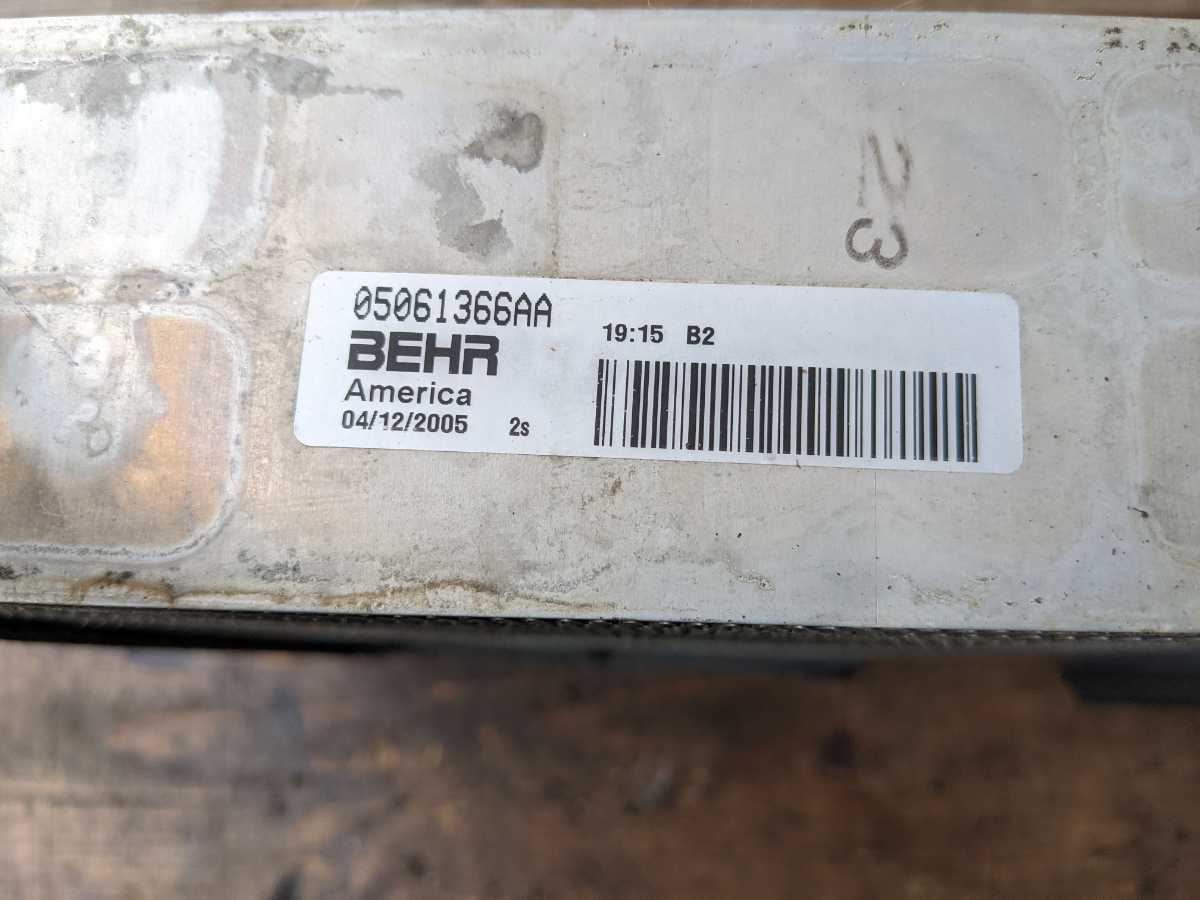 23
05061366AA
BEHR
America
04/12/2005 2s
19:15 B2